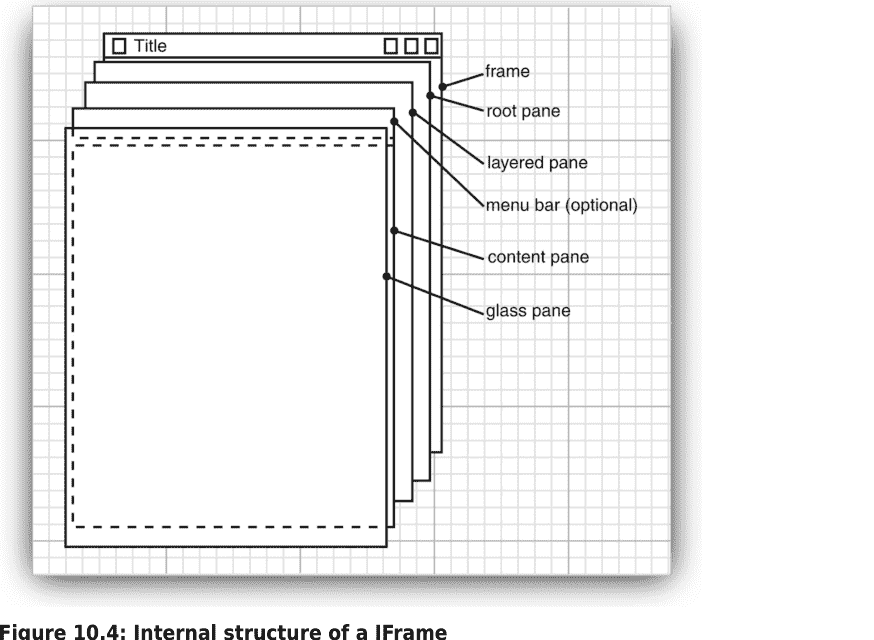 Title
frame
root pane
layered pane
menu bar (optional)
content pane
glass pane
Figure 10.4: Internal structure of a JFrame